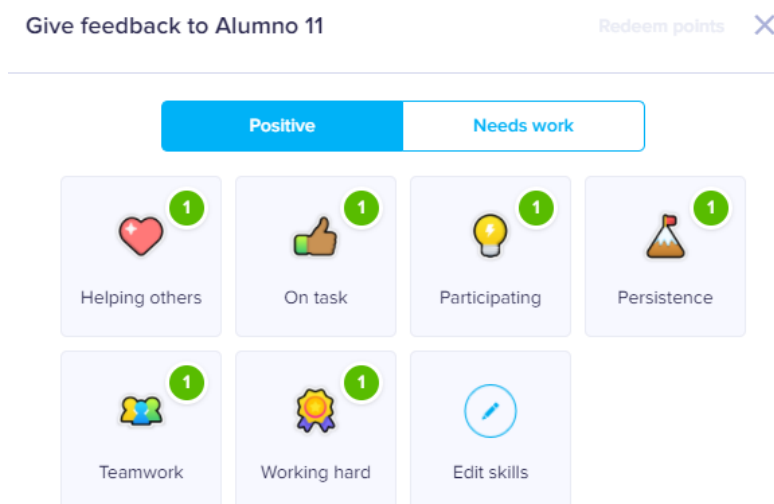 Give feedback to Alumno 11
Redeem points
Positive
Needs work
1
1
1
1
Helping others
On task
Participating
Persistence
1
1
Teamwork
Working hard
Edit skills